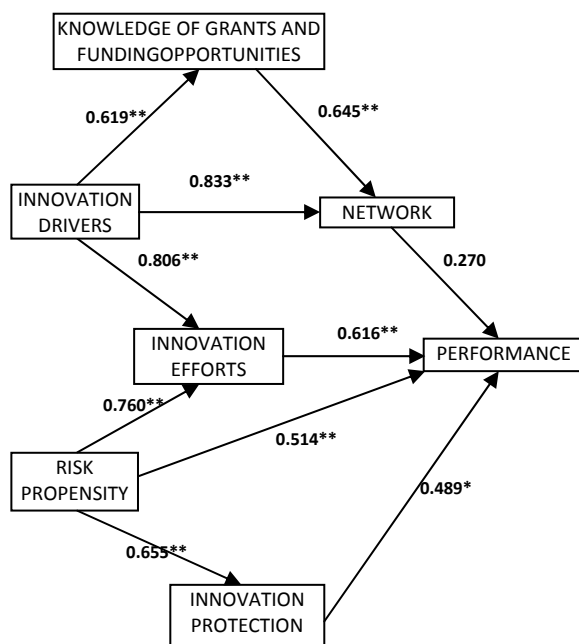 KNOWLEDGE OF GRANTS AND
FUNDINGOPPORTUNITIES
0.619**
0.645**
0.833**
INNOVATION
DRIVERS
NETWORK
0.806**
0.270
INNOVATION
EFFORTS
0.616**
PERFORMANCE
0.760**
0.514**
RISK
PROPENSITY
0.489*
0.655**
INNOVATION
PROTECTION